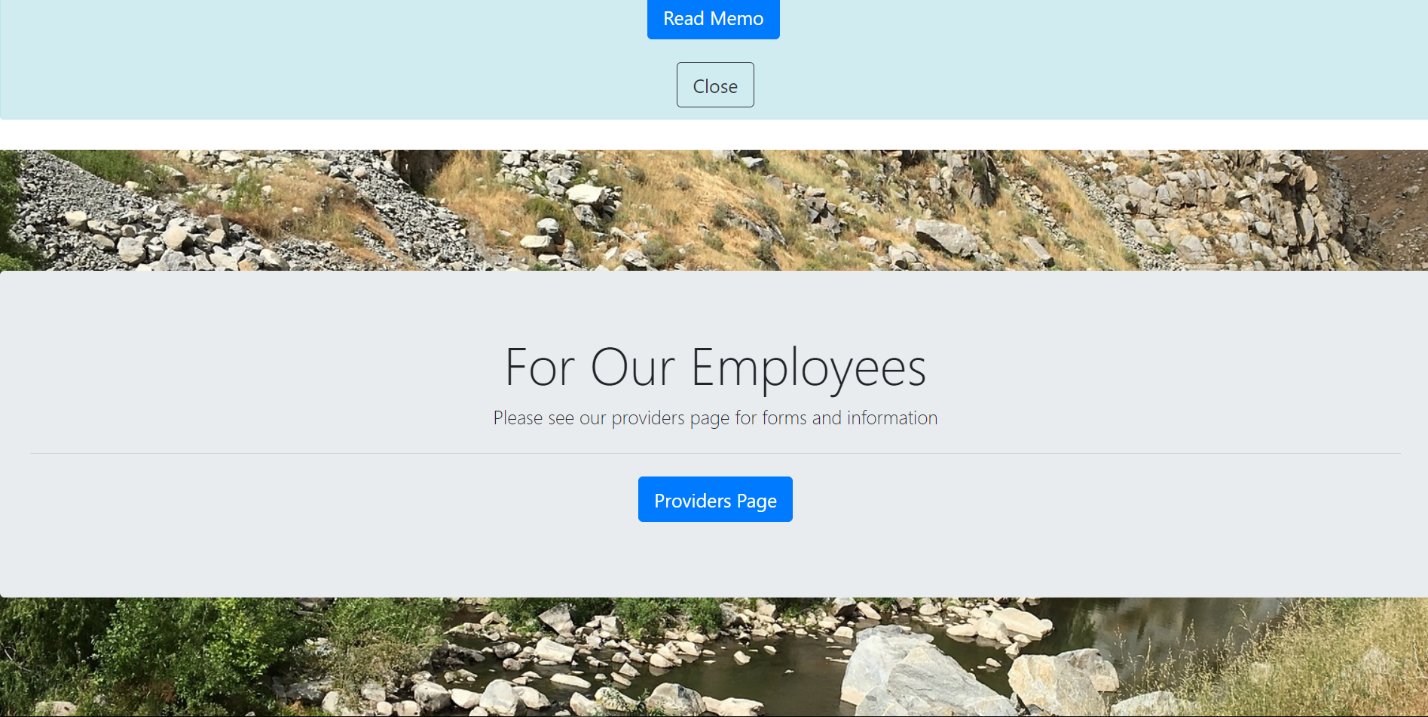 Read Memo
Close
For Our Employees
Please see our providers page for forms and information
Providers Page